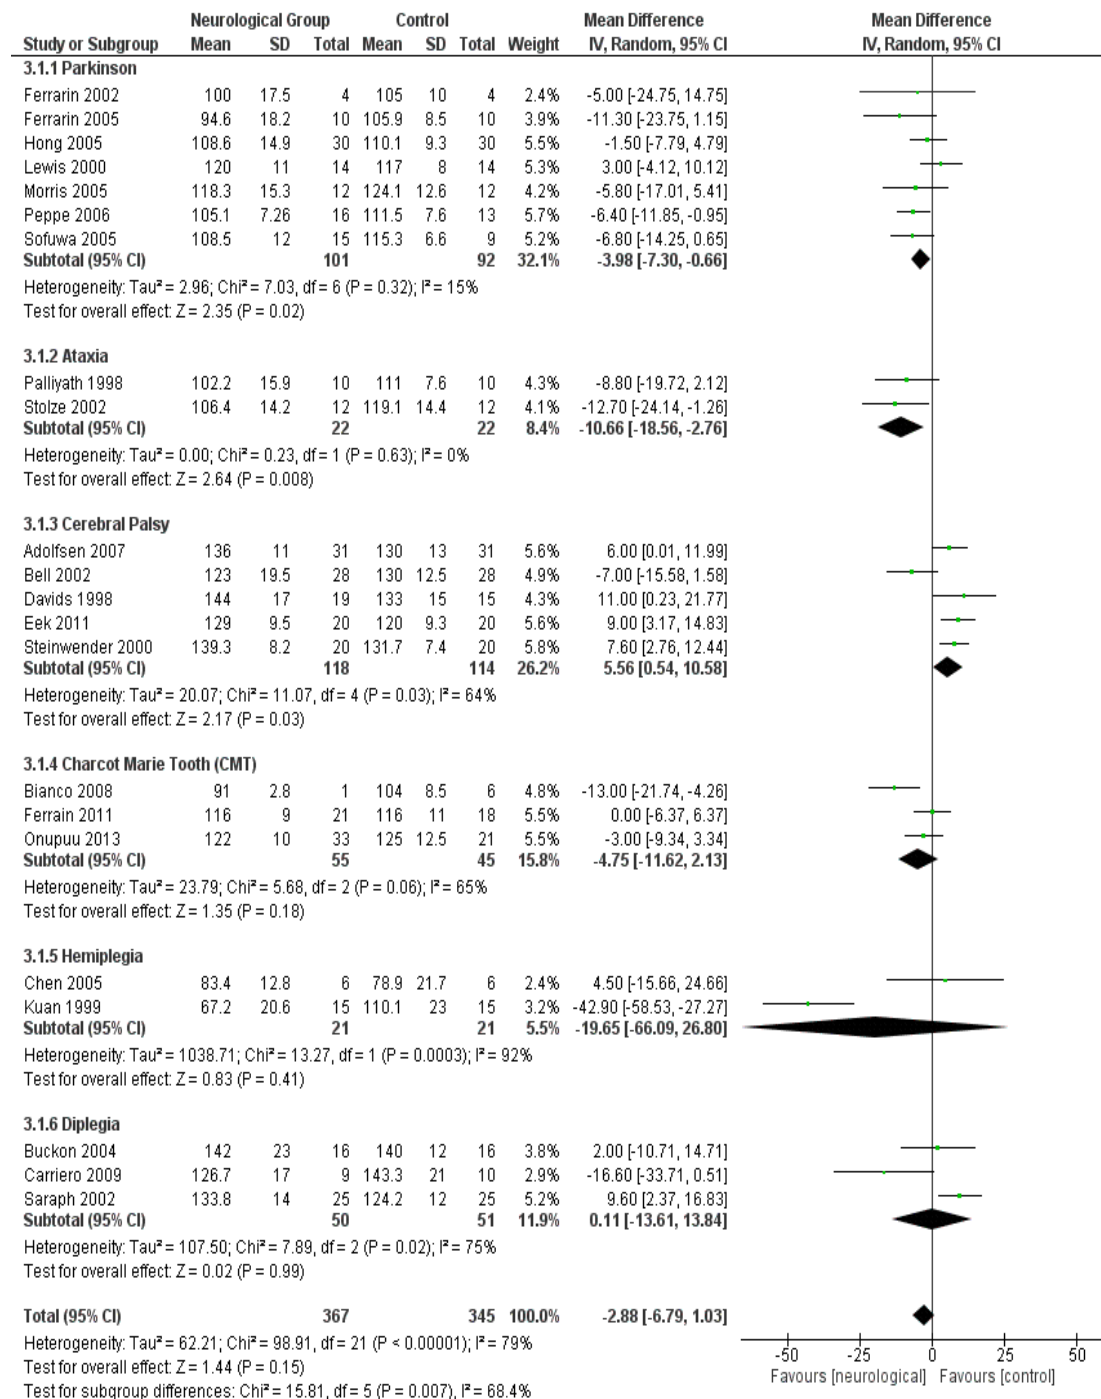 Neurological Group Control Mean Difference Mean Difference
Study or Subgroup Mean SD Total Mean SD Total Weight IV, Random, 95% CI IV, Random, 95% CI
3.1.1 Parkinson
Ferrarin 2002 100 17.5 4 105 10 4 2.4% -5.00 [-24.75, 14.75]
Ferrarin 2005 94.6 18.2 10 105.9 8.5 10 3.9% -11.30 [-23.75, 1.15]
Hong 2005 108.6 14.9 30 110.1 9.3 30 5.5% -1.50 [-7.79, 4.79]
Lewis 2000 120 11 14 117 8 14 5.3% 3.00 [-4.12, 10.12]
Morris 2005 118.3 15.3 12 124.1 12.6 12 4.2% -5.80 [-17.01, 5.41]
Peppe 2006 105.1 7.26 16 111.5 7.6 13 5.7% -6.40 [-11.85, -0.95]
Sofuwa 2005 108.5 12 15 115.3 6.6 9 5.2% -6.80 [-14.25, 0.65]
Subtotal (95% CI) 101 92 32.1% -3.98 [-7.30, -0.66]
Heterogeneity: Tau² = 2.96; Chi² = 7.03, df = 6 (P = 0.32); I² = 15%
Test for overall effect: Z = 2.35 (P = 0.02)
3.1.2 Ataxia
Palliyath 1998 102.2 15.9 10 111 7.6 10 4.3% -8.80 [-19.72, 2.12]
Stolze 2002 106.4 14.2 12 119.1 14.4 12 4.1% -12.70 [-24.14, -1.26]
Subtotal (95% CI) 22 22 8.4% -10.66 [-18.56, -2.76]
Heterogeneity: Tau² = 0.00; Chi² = 0.23, df = 1 (P = 0.63); I² = 0%
Test for overall effect: Z = 2.64 (P = 0.008)
3.1.3 Cerebral Palsy
Adolfsen 2007 136 11 31 130 13 31 5.6% 6.00 [0.01, 11.99]
Bell 2002 123 19.5 28 130 12.5 28 4.9% -7.00 [-15.58, 1.58]
Davids 1998 144 17 19 133 15 15 4.3% 11.00 [0.23, 21.77]
Eek 2011 129 9.5 20 120 9.3 20 5.6% 9.00 [3.17, 14.83]
Steinwender 2000 139.3 8.2 20 131.7 7.4 20 5.8% 7.60 [2.76, 12.44]
Subtotal (95% CI) 118 114 26.2% 5.56 [0.54, 10.58]
Heterogeneity: Tau² = 20.07; Chi² = 11.07, df = 4 (P = 0.03); I² = 64%
Test for overall effect: Z = 2.17 (P = 0.03)
3.1.4 Charcot Marie Tooth (CMT)
Bianco 2008 91 2.8 1 104 8.5 6 4.8% -13.00 [-21.74, -4.26]
Ferrain 2011 116 9 21 116 11 18 5.5% 0.00 [-6.37, 6.37]
Onupuu 2013 122 10 33 125 12.5 21 5.5% -3.00 [-9.34, 3.34]
Subtotal (95% CI) 55 45 15.8% -4.75 [-11.62, 2.13]
Heterogeneity: Tau² = 23.79; Chi² = 5.68, df = 2 (P = 0.06); I² = 65%
Test for overall effect: Z = 1.35 (P = 0.18)
3.1.5 Hemiplegia
Chen 2005 83.4 12.8 6 78.9 21.7 6 2.4% 4.50 [-15.66, 24.66]
Kuan 1999 67.2 20.6 15 110.1 23 15 3.2% -42.90 [-58.53, -27.27]
Subtotal (95% CI) 21 21 5.5% -19.65 [-66.09, 26.80]
Heterogeneity: Tau² = 1038.71; Chi² = 13.27, df = 1 (P = 0.0003); I² = 92%
Test for overall effect: Z = 0.83 (P = 0.41)
3.1.6 Diplegia
Buckon 2004 142 23 16 140 12 16 3.8% 2.00 [-10.71, 14.71]
Carriero 2009 126.7 17 9 143.3 21 10 2.9% -16.60 [-33.71, 0.51]
Saraph 2002 133.8 14 25 124.2 12 25 5.2% 9.60 [2.37, 16.83]
Subtotal (95% CI) 50 51 11.9% 0.11 [-13.61, 13.84]
Heterogeneity: Tau² = 107.50; Chi² = 7.89, df = 2 (P = 0.02); I² = 75%
Test for overall effect: Z = 0.02 (P = 0.99)
Total (95% CI) 367 345 100.0% -2.88 [-6.79, 1.03]
Heterogeneity: Tau² = 62.21; Chi² = 98.91, df = 21 (P < 0.00001); I² = 79%
Test for overall effect: Z = 1.44 (P = 0.15)
Test for subgroup differences: Chi² = 15.81, df = 5 (P = 0.007), I² = 68.4%
-50 -25 0 25 50
Favours [neurological] Favours [control]